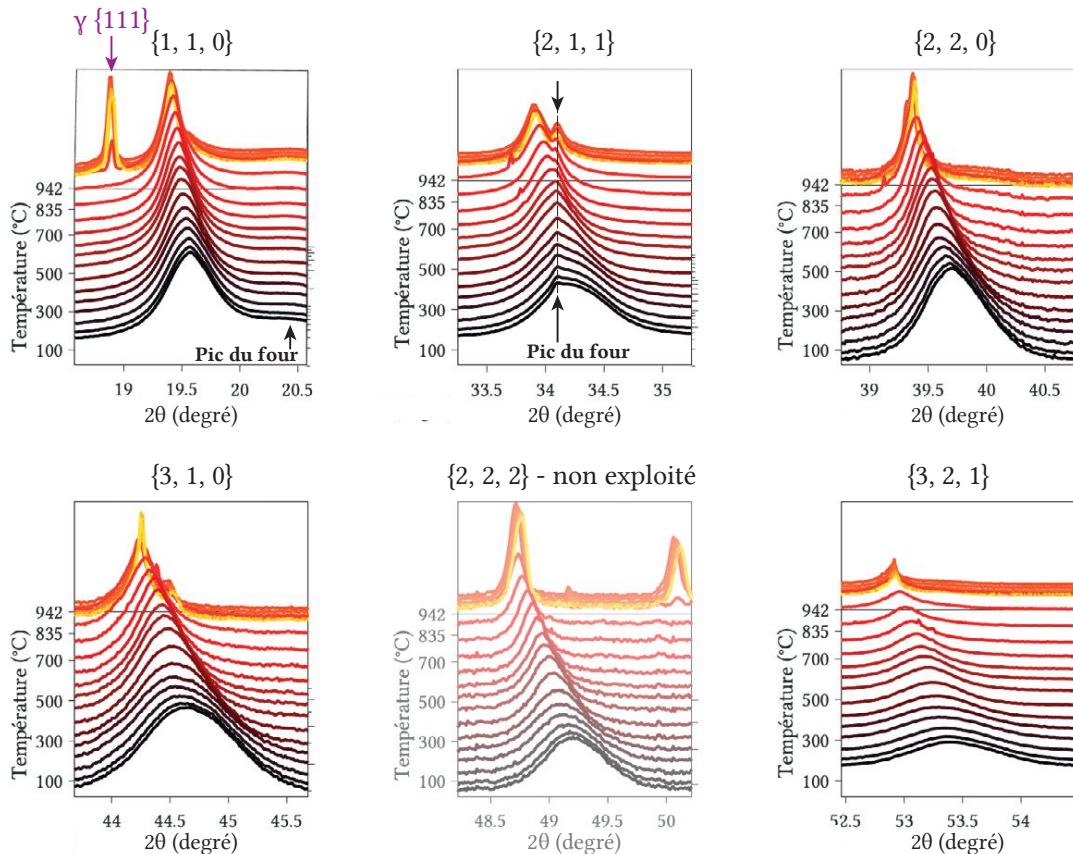 γ {111}
{1, 1, 0}
{2, 1, 1}
{2, 2, 0}
Température (°C)
942
835
700
500
300
100
Pic du four
19
19.5
20
20.5
2θ (degré)
Température (°C)
942
835
700
500
300
100
Pic du four
33.5
34
34.5
35
2θ (degré)
Température (°C)
942
835
700
500
300
100
39
39.6
40
40.5
2θ (degré)
{3, 1, 0}
{2, 2, 2} - non exploité
{3, 2, 1}
Température (°C)
942
835
700
500
300
100
44
44.5
45
45.5
2θ (degré)
Température (°C)
942
835
700
500
300
100
48.5
49
49.5
50
2θ (degré)
Température (°C)
942
835
700
500
300
100
52.5
53
53.5
54
2θ (degré)